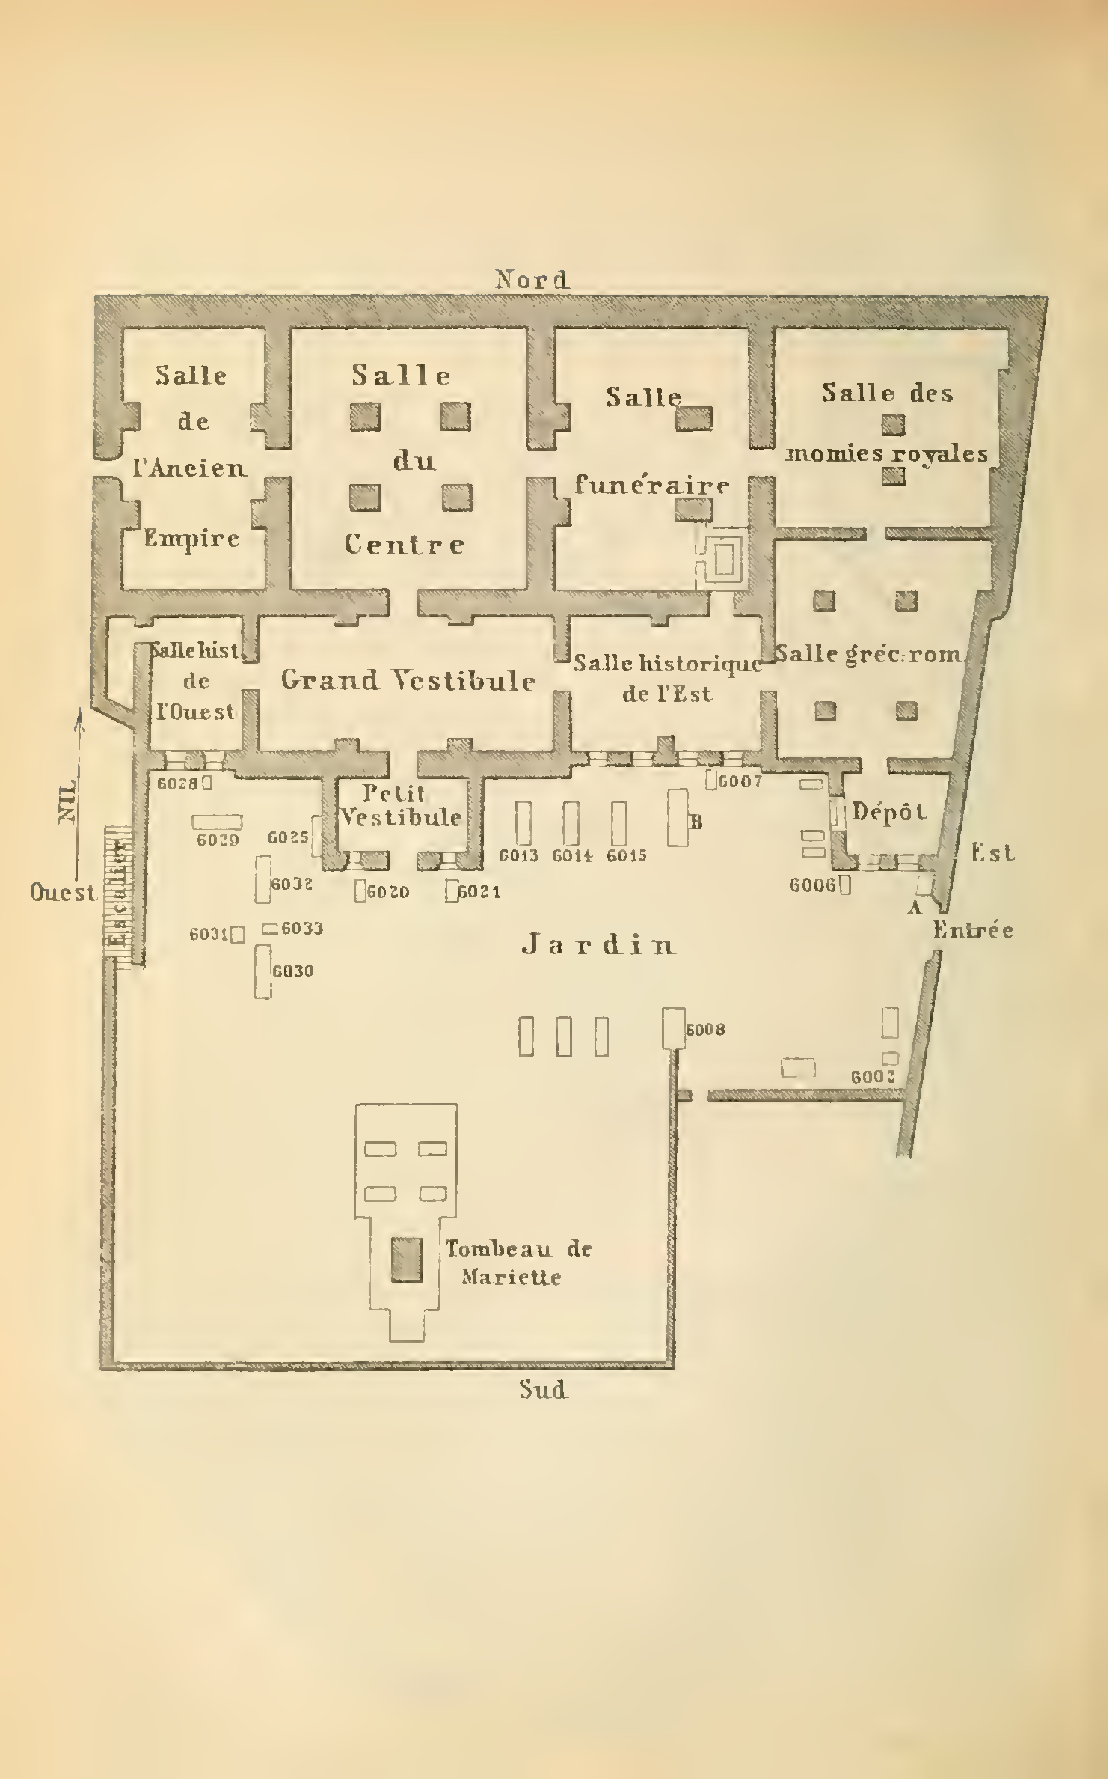 Nord
Salle
de
l'Ancien
Empire
Salle
du
Centre
Salle
funéraire
Salle des
momies royales
Salle hist.
de
l'Ouest
Grand Vestibule
Salle historique
de l'Est
Salle gréc. rom.
NIL
6028
Petit
Vestibule
6007
Dépôt
6029
6025
6013
6014
6015
B
Est
Ouest
Escalier
6032
6020
6021
6006
A
Entrée
6031
6033
Jardin
6030
6008
6002
Tombeau de
Mariette
Sud